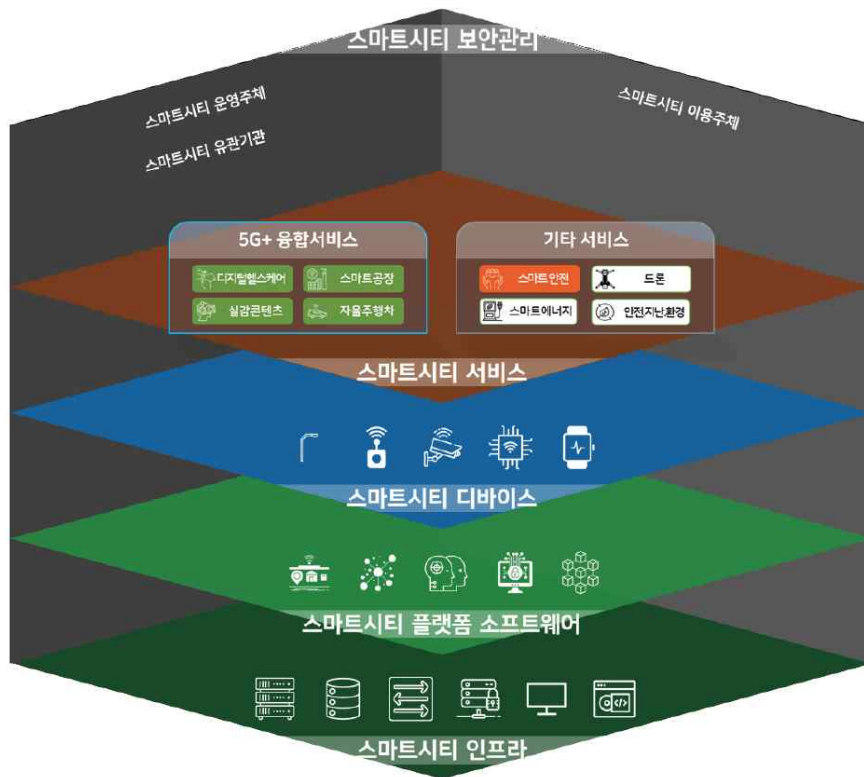 스마트시티 보안관리
스마트시티 운영주체
스마트시티 이용주체
스마트시티 유관기관
5G+ 융합서비스
기타 서비스
디지털헬스케어
스마트공장
스마트안전
드론
실감콘텐츠
자율주행차
스마트에너지
안전지난환경
스마트시티 서비스
스마트시티 디바이스
스마트시티 플랫폼 소프트웨어
스마트시티 인프라